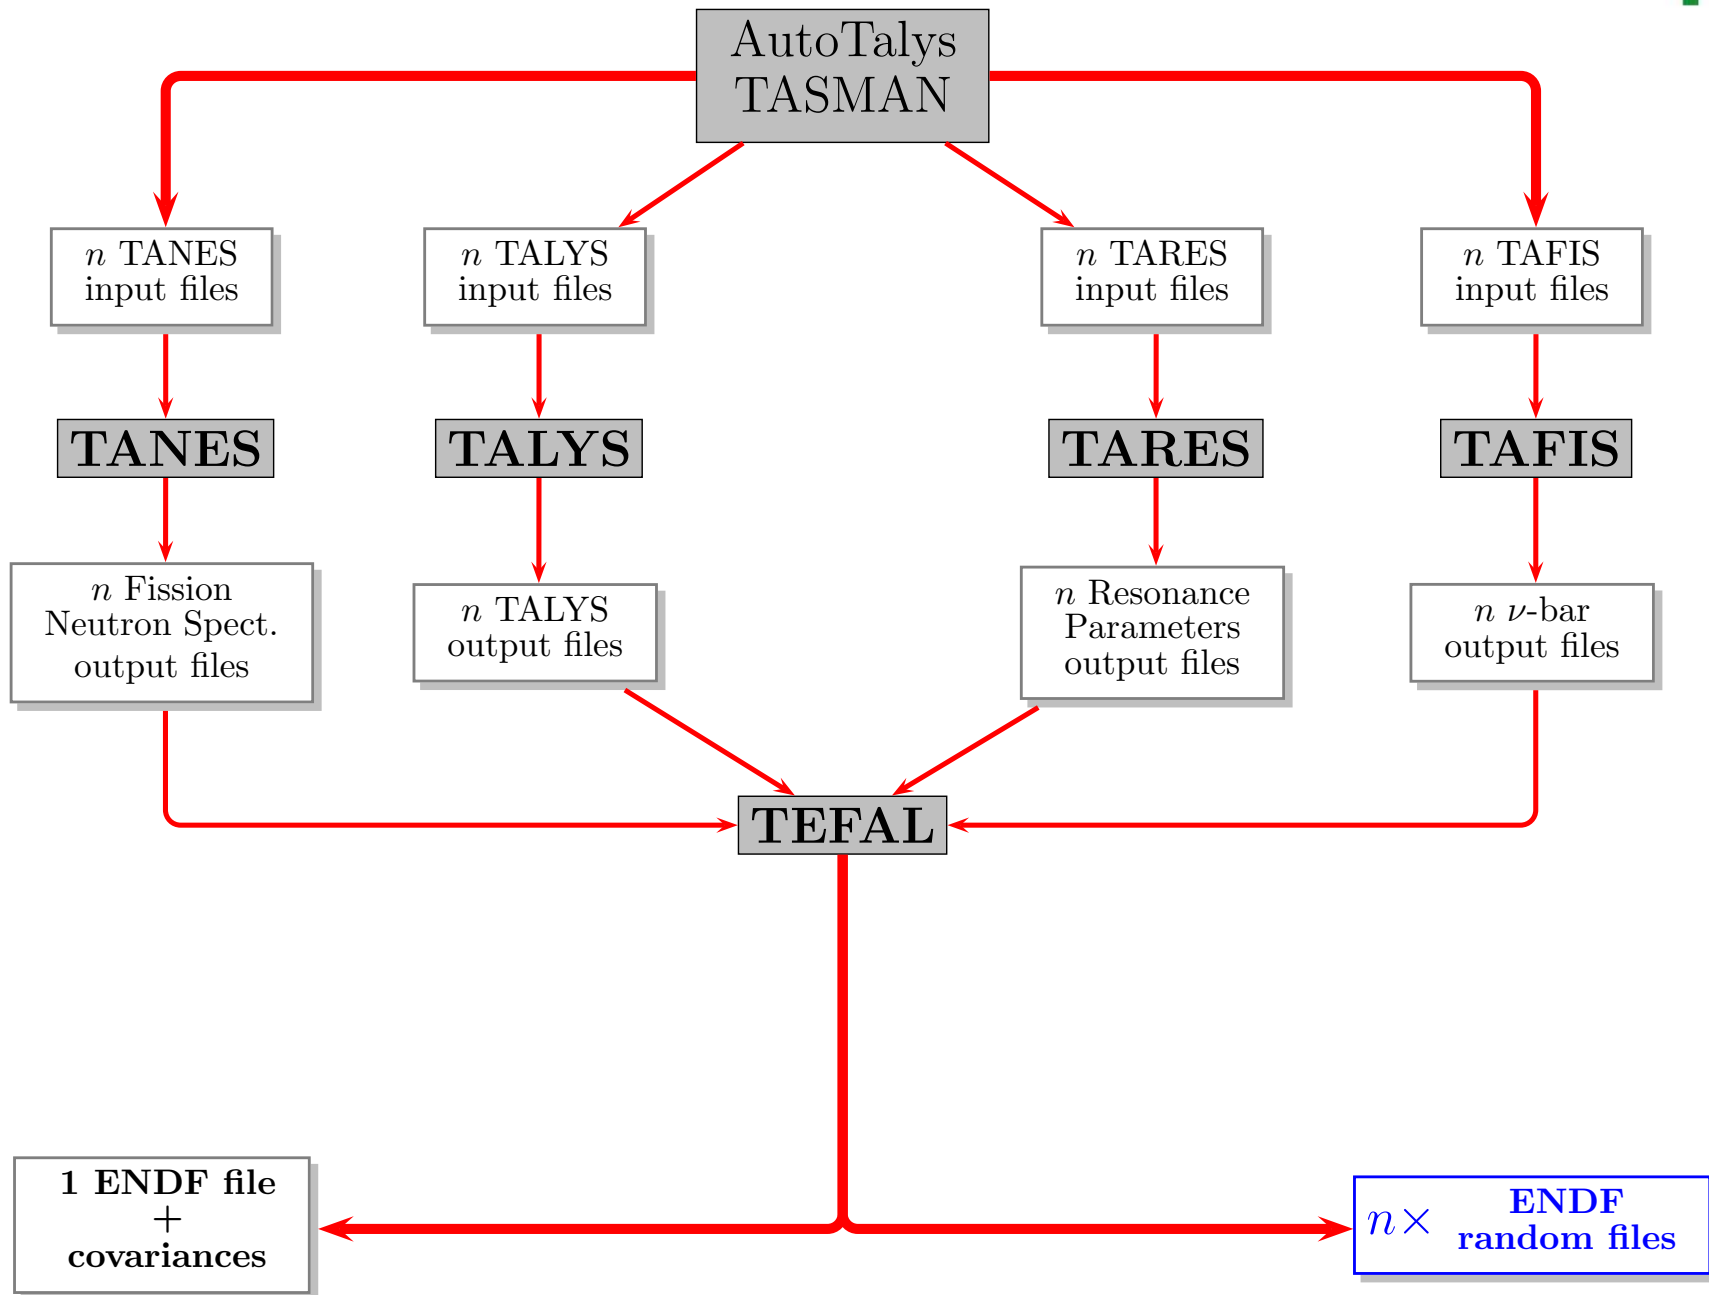 AutoTalys
TASMAN
n TANES
input files
n TALYS
input files
n TARES
input files
n TAFIS
input files
TANES
TALYS
TARES
TAFIS
n Fission
Neutron Spect.
output files
n TALYS
output files
n Resonance
Parameters
output files
n ν-bar
output files
TEFAL
1 ENDF file
+
covariances
n× ENDF
random files